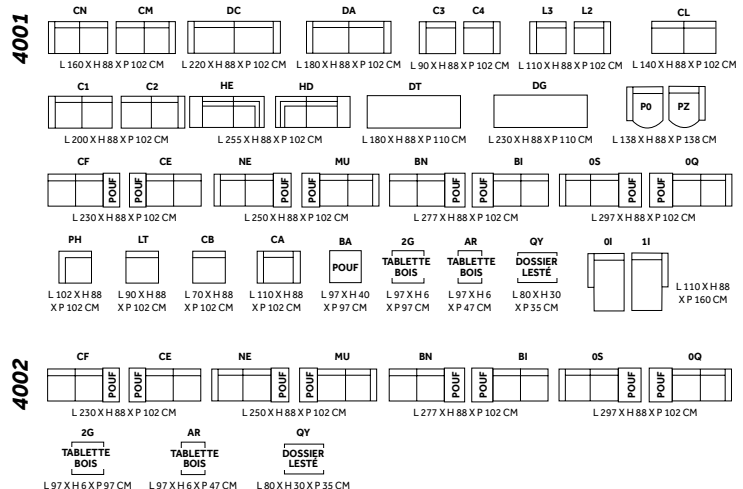 4001
CN CM DC DA C3 C4 L3 L2 CL
L 160 X H 88 X P 102 CM L 220 X H 88 X P 102 CM L 180 X H 88 X P 102 CM L 90 X H 88 X P 102 CM L 110 X H 88 X P 102 CM L 140 X H 88 X P 102 CM
C1 C2 HE HD DT DG
P0 PZ
L 200 X H 88 X P 102 CM L 255 X H 88 X P 102 CM L 180 X H 88 X P 110 CM L 230 X H 88 X P 110 CM L 138 X H 88 X P 138 CM
CF CE NE MU BN BI 0S 0Q
POUF POUF POUF POUF POUF POUF POUF POUF
L 230 X H 88 X P 102 CM L 250 X H 88 X P 102 CM L 277 X H 88 X P 102 CM L 297 X H 88 X P 102 CM
PH LT CB CA BA 2G AR QY 0I 1I
POUF TABLETTE TABLETTE DOSSIER
BOIS BOIS LESTÉ
L 102 X H 88 L 90 X H 88 L 70 X H 88 L 110 X H 88 L 97 X H 40 L 97 X H 6 L 97 X H 6 L 80 X H 30 L 110 X H 88
X P 102 CM X P 102 CM X P 102 CM X P 102 CM X P 97 CM X P 97 CM X P 47 CM X P 35 CM X P 160 CM
4002
CF CE NE MU BN BI 0S 0Q
POUF POUF POUF POUF POUF POUF POUF POUF
L 230 X H 88 X P 102 CM L 250 X H 88 X P 102 CM L 277 X H 88 X P 102 CM L 297 X H 88 X P 102 CM
2G AR QY
TABLETTE TABLETTE DOSSIER
BOIS BOIS LESTÉ
L 97 X H 6 X P 97 CM L 97 X H 6 X P 47 CM L 80 X H 30 X P 35 CM